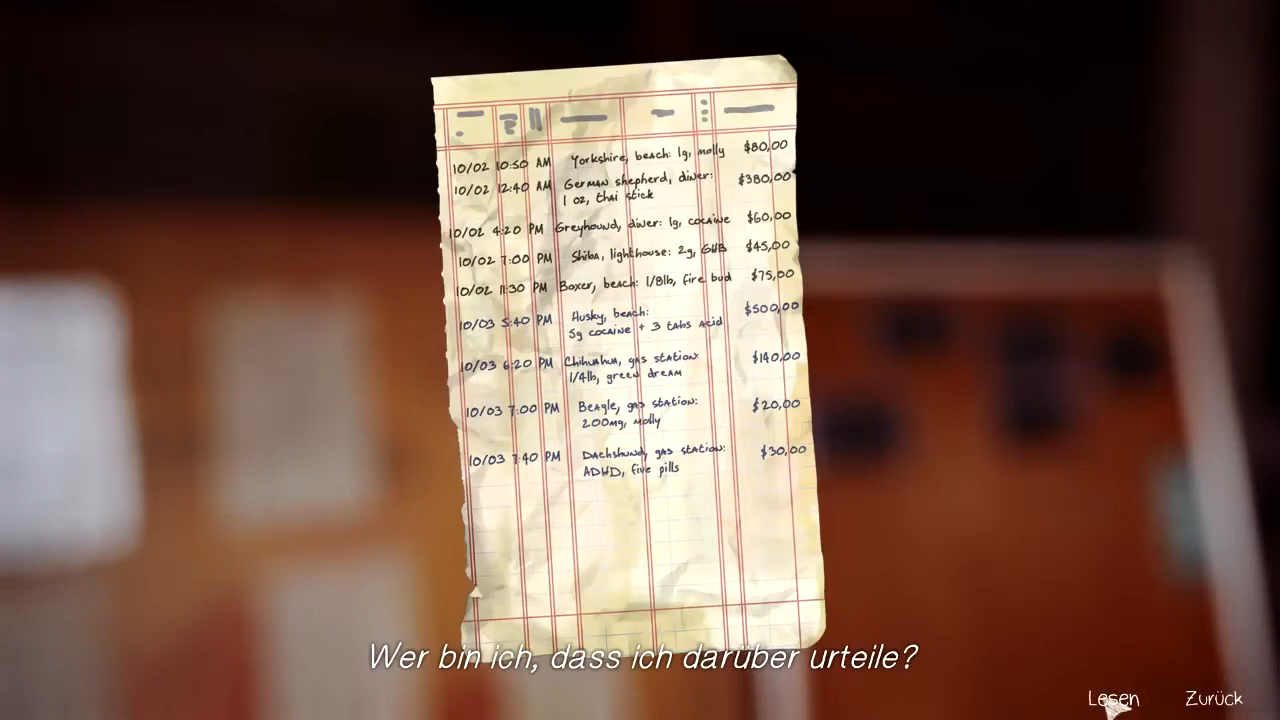 10/02 10:50 AM Yorkshire, beach: 1g, molly $80,00
10/02 12:40 AM German shepherd, diner: $380,00
1 oz, thai stick
10/02 4:20 PM Greyhound, diner: 1g, cocaine $60,00
10/02 7:00 PM Shiba, lighthouse: 2g, GHB $45,00
10/02 11:30 PM Boxer, beach: 1/8lb, fire bud $75,00
10/03 5:40 PM Husky, beach: $500,00
5g cocaine + 3 tabs acid
10/03 6:20 PM Chihuahua, gas station: $140,00
1/4lb, green dream
10/03 7:00 PM Beagle, gas station: $20,00
200mg, molly
10/03 7:40 PM Dachshund, gas station: $30,00
ADHD, five pills
Wer bin ich, dass ich darüber urteile?
Lesen Zurück